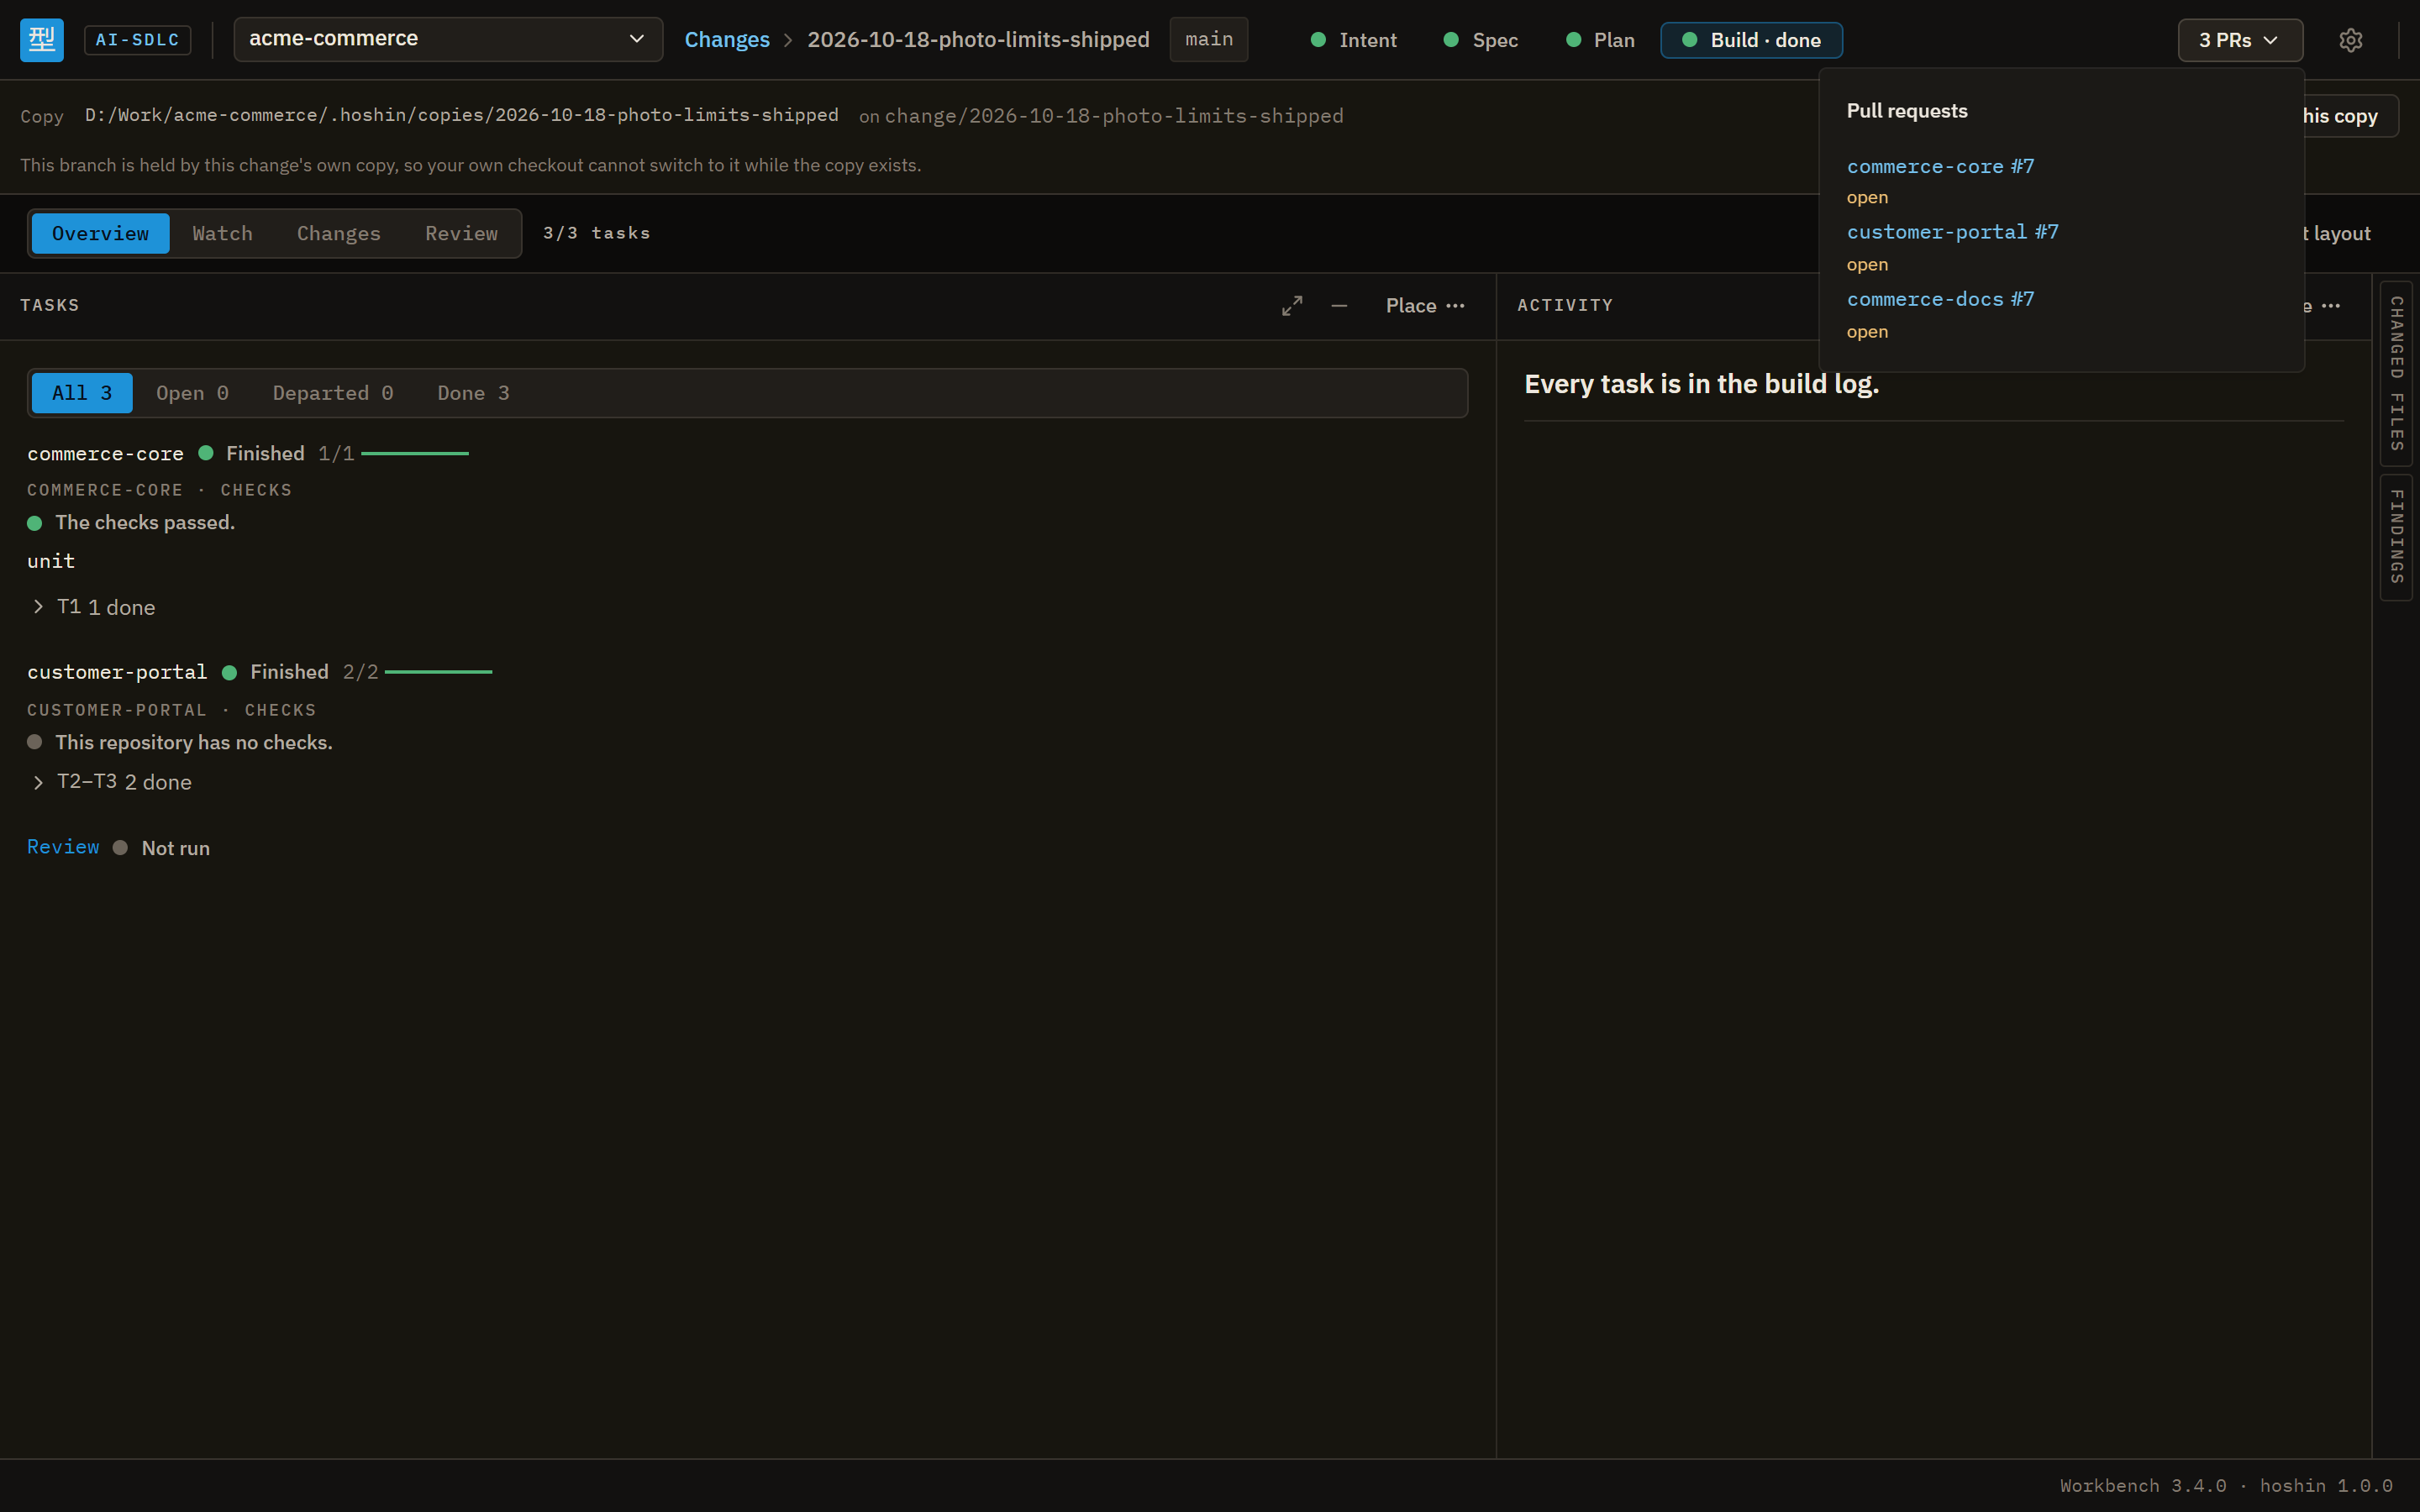 型 AI-SDLC acme-commerce Changes > 2026-10-18-photo-limits-shipped main Intent Spec Plan Build · done 3 PRs
Copy D:/Work/acme-commerce/.hoshin/copies/2026-10-18-photo-limits-shipped on change/2026-10-18-photo-limits-shipped his copy
This branch is held by this change's own copy, so your own checkout cannot switch to it while the copy exists.
Pull requests
commerce-core #7
open
customer-portal #7
open
commerce-docs #7
open
Overview Watch Changes Review 3/3 tasks t layout
TASKS Place ···
ACTIVITY e ···
All 3 Open 0 Departed 0 Done 3
commerce-core Finished 1/1
COMMERCE-CORE · CHECKS
The checks passed.
unit
T1 1 done
customer-portal Finished 2/2
CUSTOMER-PORTAL · CHECKS
This repository has no checks.
T2–T3 2 done
Review Not run
Every task is in the build log.
CHANGED FILES
FINDINGS
Workbench 3.4.0 · hoshin 1.0.0